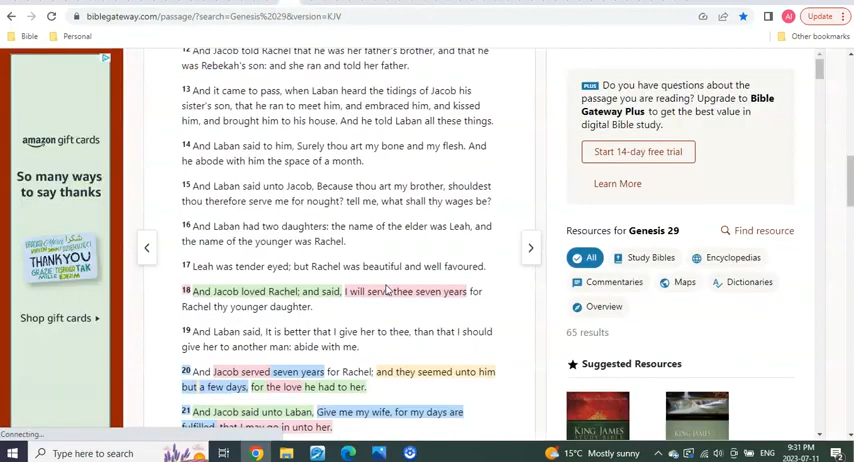 biblegateway.com/passage/?search=Genesis%2029&version=KJV
AI
Update
Bible
Personal
Other bookmarks
12 And Jacob told Rachel that he was her father's brother, and that he
was Rebekah's son: and she ran and told her father.
13 And it came to pass, when Laban heard the tidings of Jacob his
sister's son, that he ran to meet him, and embraced him, and kissed
him, and brought him to his house. And he told Laban all these things.
14 And Laban said to him, Surely thou art my bone and my flesh. And
he abode with him the space of a month.
15 And Laban said unto Jacob, Because thou art my brother, shouldest
thou therefore serve me for nought? tell me, what shall thy wages be?
16 And Laban had two daughters: the name of the elder was Leah, and
the name of the younger was Rachel.
17 Leah was tender eyed; but Rachel was beautiful and well favoured.
18 And Jacob loved Rachel; and said, I will serve thee seven years for
Rachel thy younger daughter.
19 And Laban said, It is better that I give her to thee, than that I should
give her to another man: abide with me.
20 And Jacob served seven years for Rachel; and they seemed unto him
but a few days, for the love he had to her.
21 And Jacob said unto Laban, Give me my wife, for my days are
fulfilled, that I may go in unto her.
amazon gift cards
So many ways
to say thanks
THANK
YOU
GRAZIE
Shop gift cards
PLUS Do you have questions about the
passage you are reading? Upgrade to Bible
Gateway Plus to get the best value in
digital Bible study.
Start 14-day free trial
Learn More
Resources for Genesis 29
Find resource
All
Study Bibles
Encyclopedias
Commentaries
Maps
Dictionaries
Overview
65 results
Suggested Resources
KING JAMES
KING JAMES
Connecting...
Type here to search
15°C Mostly sunny
ENG
9:31 PM
2023-07-11
2